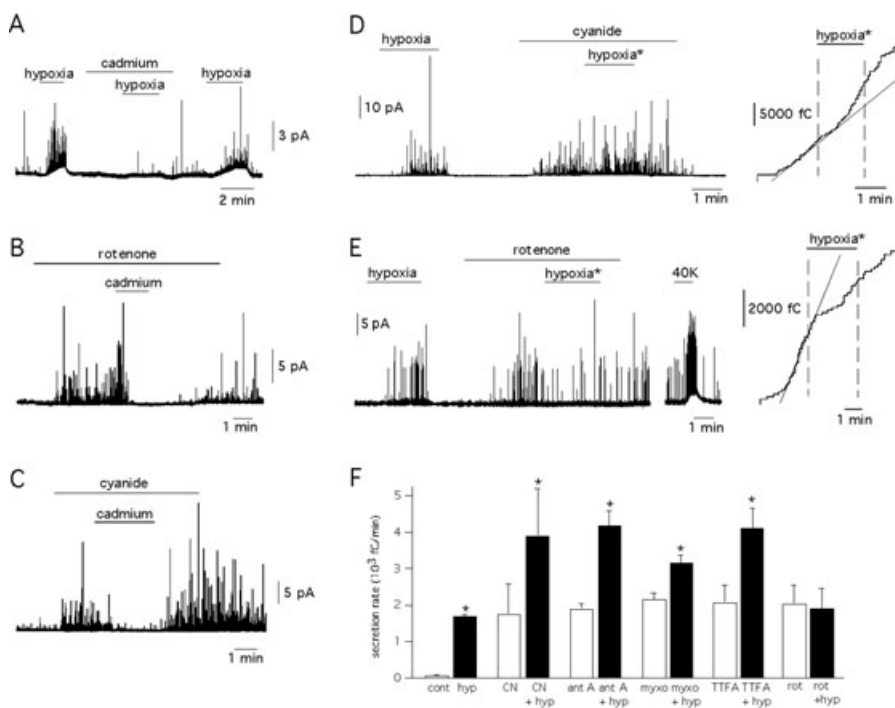 A
hypoxia
cadmium
hypoxia
hypoxia
3 pA
2 min
B
rotenone
cadmium
5 pA
1 min
C
cyanide
cadmium
5 pA
1 min
D
hypoxia
cyanide
hypoxia*
10 pA
1 min
hypoxia*
5000 fC
1 min
E
hypoxia
rotenone
hypoxia*
40K
5 pA
1 min
hypoxia*
2000 fC
1 min
F
secretion rate (10³ fC/min)
5
4
3
2
1
0
* * * * *
cont hyp CN CN + hyp ant A ant A + hyp myxo myxo + hyp TTFA TTFA + hyp rot rot +hyp